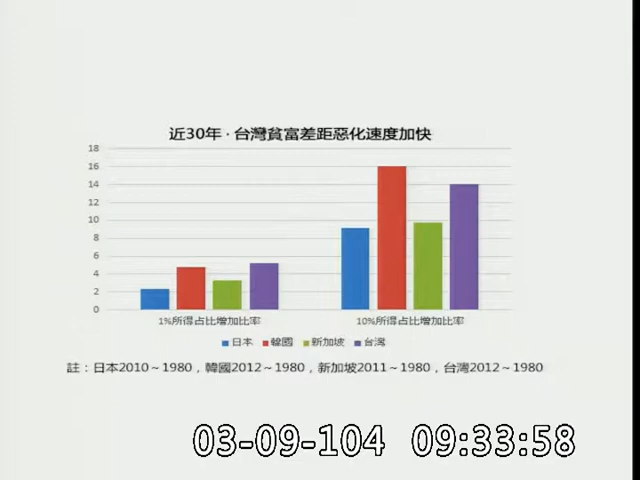 近30年，台灣貧富差距惡化速度加快
18
16
14
12
10
8
6
4
2
0
1%所得占比增加比率 10%所得占比增加比率
日本 韓國 新加坡 台灣
註：日本2010～1980，韓國2012～1980，新加坡2011～1980，台灣2012～1980
03-09-104 09:33:58